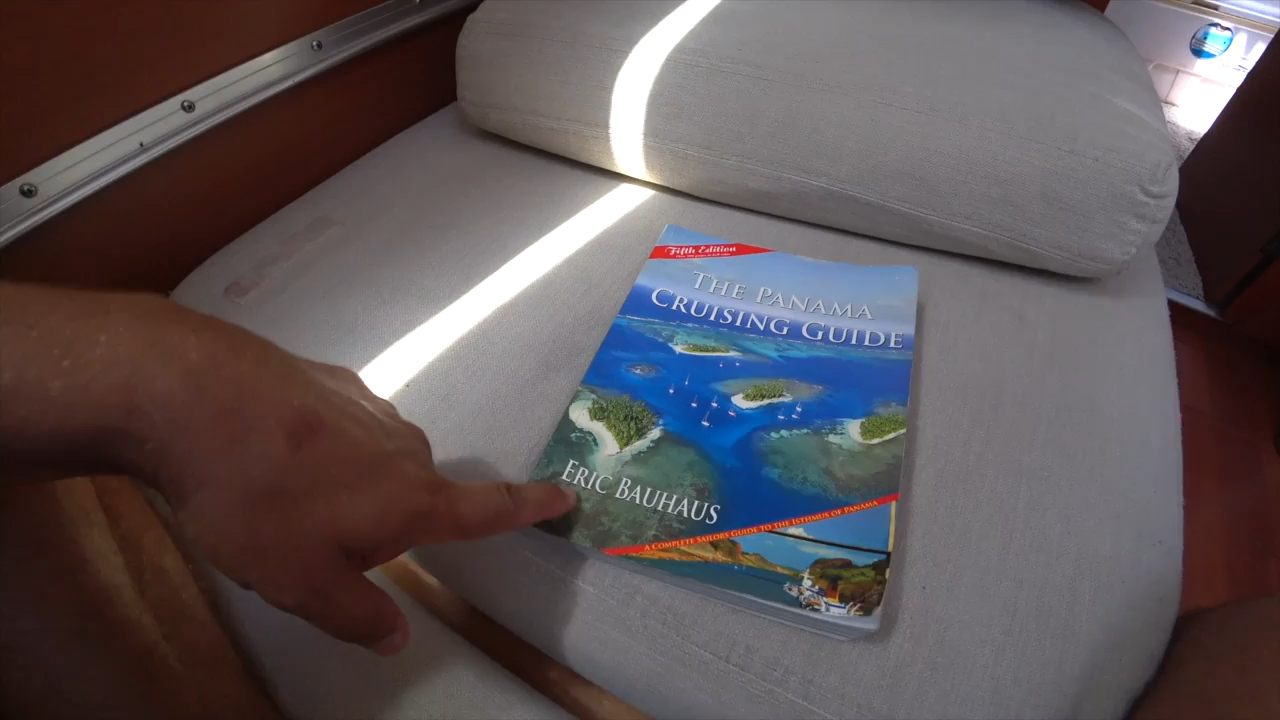 Fifth Edition
THE PANAMA
CRUISING GUIDE
ERIC BAUHAUS
A COMPLETE SAILORS GUIDE TO THE ISTHMUS OF PANAMA